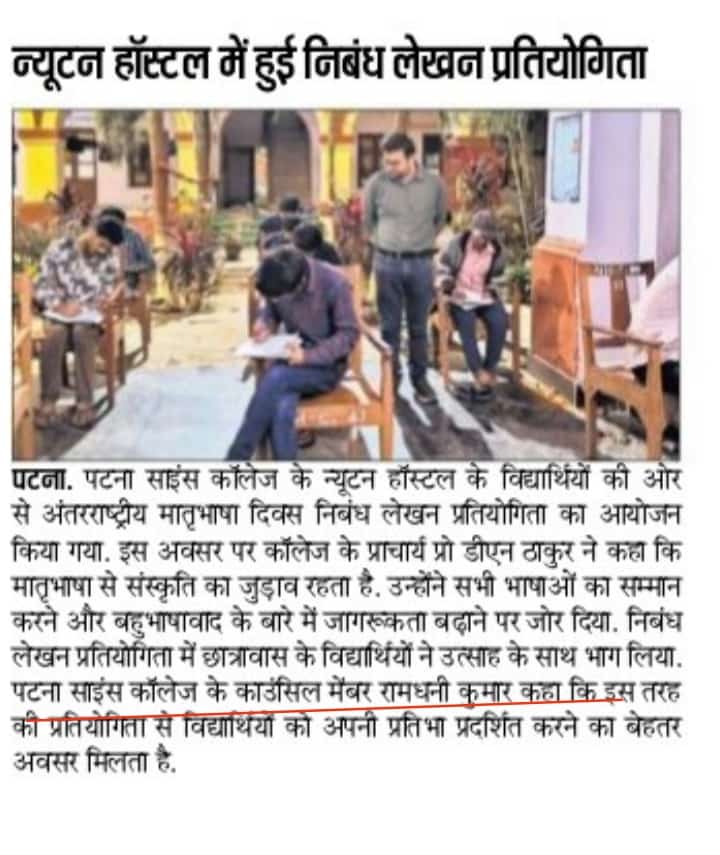 न्यूटन हॉस्टल में हुई निबंध लेखन प्रतियोगिता
पटना. पटना साइंस कॉलेज के न्यूटन हॉस्टल के विद्यार्थियों की ओर
से अंतरराष्ट्रीय मातृभाषा दिवस निबंध लेखन प्रतियोगिता का आयोजन
किया गया. इस अवसर पर कॉलेज के प्राचार्य प्रो डीएन ठाकुर ने कहा कि
मातृभाषा से संस्कृति का जुड़ाव रहता है. उन्होंने सभी भाषाओं का सम्मान
करने और बहुभाषावाद के बारे में जागरूकता बढ़ाने पर जोर दिया. निबंध
लेखन प्रतियोगिता में छात्रावास के विद्यार्थियों ने उत्साह के साथ भाग लिया.
पटना साइंस कॉलेज के काउंसिल मेंबर रामधनी कुमार कहा कि इस तरह
की प्रतियोगिता से विद्यार्थियों को अपनी प्रतिभा प्रदर्शित करने का बेहतर
अवसर मिलता है.